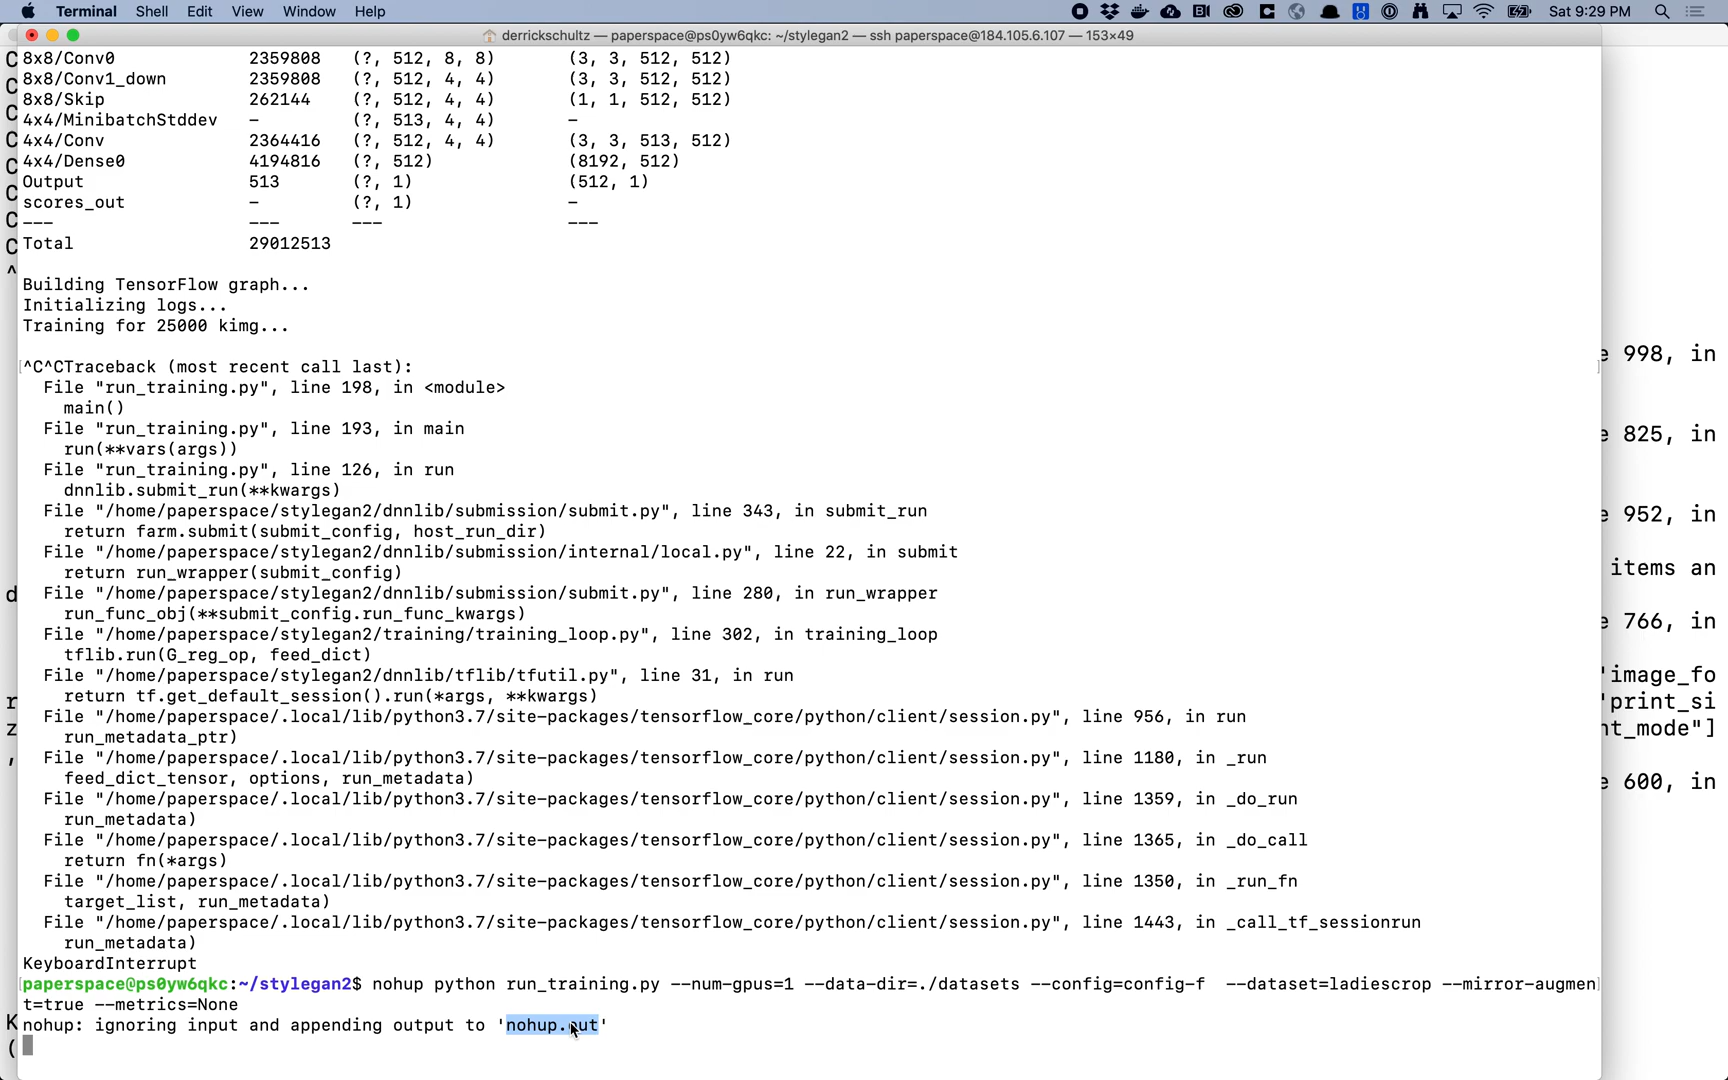 Terminal Shell Edit View Window Help Sat 9:29 PM
derrickschultz — paperspace@ps0yw6qkc: ~/stylegan2 — ssh paperspace@184.105.6.107 — 153×49
8x8/Conv0 2359808 (?, 512, 8, 8) (3, 3, 512, 512)
8x8/Conv1_down 2359808 (?, 512, 4, 4) (3, 3, 512, 512)
8x8/Skip 262144 (?, 512, 4, 4) (1, 1, 512, 512)
4x4/MinibatchStddev - (?, 513, 4, 4) -
4x4/Conv 2364416 (?, 512, 4, 4) (3, 3, 513, 512)
4x4/Dense0 4194816 (?, 512) (8192, 512)
Output 513 (?, 1) (512, 1)
scores_out - (?, 1) -
--- --- --- ---
Total 29012513
Building TensorFlow graph...
Initializing logs...
Training for 25000 kimg...
^C^CTraceback (most recent call last):
File "run_training.py", line 198, in <module>
main()
File "run_training.py", line 193, in main
run(**vars(args))
File "run_training.py", line 126, in run
dnnlib.submit_run(**kwargs)
File "/home/paperspace/stylegan2/dnnlib/submission/submit.py", line 343, in submit_run
return farm.submit(submit_config, host_run_dir)
File "/home/paperspace/stylegan2/dnnlib/submission/internal/local.py", line 22, in submit
return run_wrapper(submit_config)
File "/home/paperspace/stylegan2/dnnlib/submission/submit.py", line 280, in run_wrapper
run_func_obj(**submit_config.run_func_kwargs)
File "/home/paperspace/stylegan2/training/training_loop.py", line 302, in training_loop
tflib.run(G_reg_op, feed_dict)
File "/home/paperspace/stylegan2/dnnlib/tflib/tfutil.py", line 31, in run
return tf.get_default_session().run(*args, **kwargs)
File "/home/paperspace/.local/lib/python3.7/site-packages/tensorflow_core/python/client/session.py", line 956, in run
run_metadata_ptr)
File "/home/paperspace/.local/lib/python3.7/site-packages/tensorflow_core/python/client/session.py", line 1180, in _run
feed_dict_tensor, options, run_metadata)
File "/home/paperspace/.local/lib/python3.7/site-packages/tensorflow_core/python/client/session.py", line 1359, in _do_run
run_metadata)
File "/home/paperspace/.local/lib/python3.7/site-packages/tensorflow_core/python/client/session.py", line 1365, in _do_call
return fn(*args)
File "/home/paperspace/.local/lib/python3.7/site-packages/tensorflow_core/python/client/session.py", line 1350, in _run_fn
target_list, run_metadata)
File "/home/paperspace/.local/lib/python3.7/site-packages/tensorflow_core/python/client/session.py", line 1443, in _call_tf_sessionrun
run_metadata)
KeyboardInterrupt
paperspace@ps0yw6qkc:~/stylegan2$ nohup python run_training.py --num-gpus=1 --data-dir=./datasets --config=config-f --dataset=ladiescrop --mirror-augmen
t=true --metrics=None
nohup: ignoring input and appending output to 'nohup.out'
998, in
825, in
952, in
items an
766, in
'image_fo
'print_si
nt_mode"]
600, in